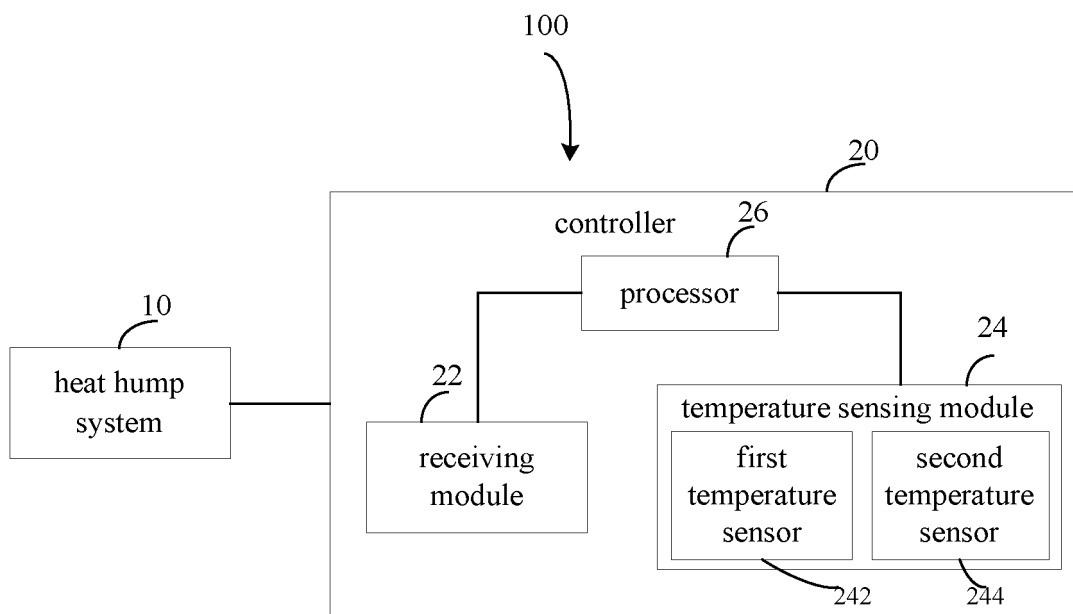 100
20
controller
26
processor
10
heat hump
system
22
receiving
module
24
temperature sensing module
first
temperature
sensor
second
temperature
sensor
242
244